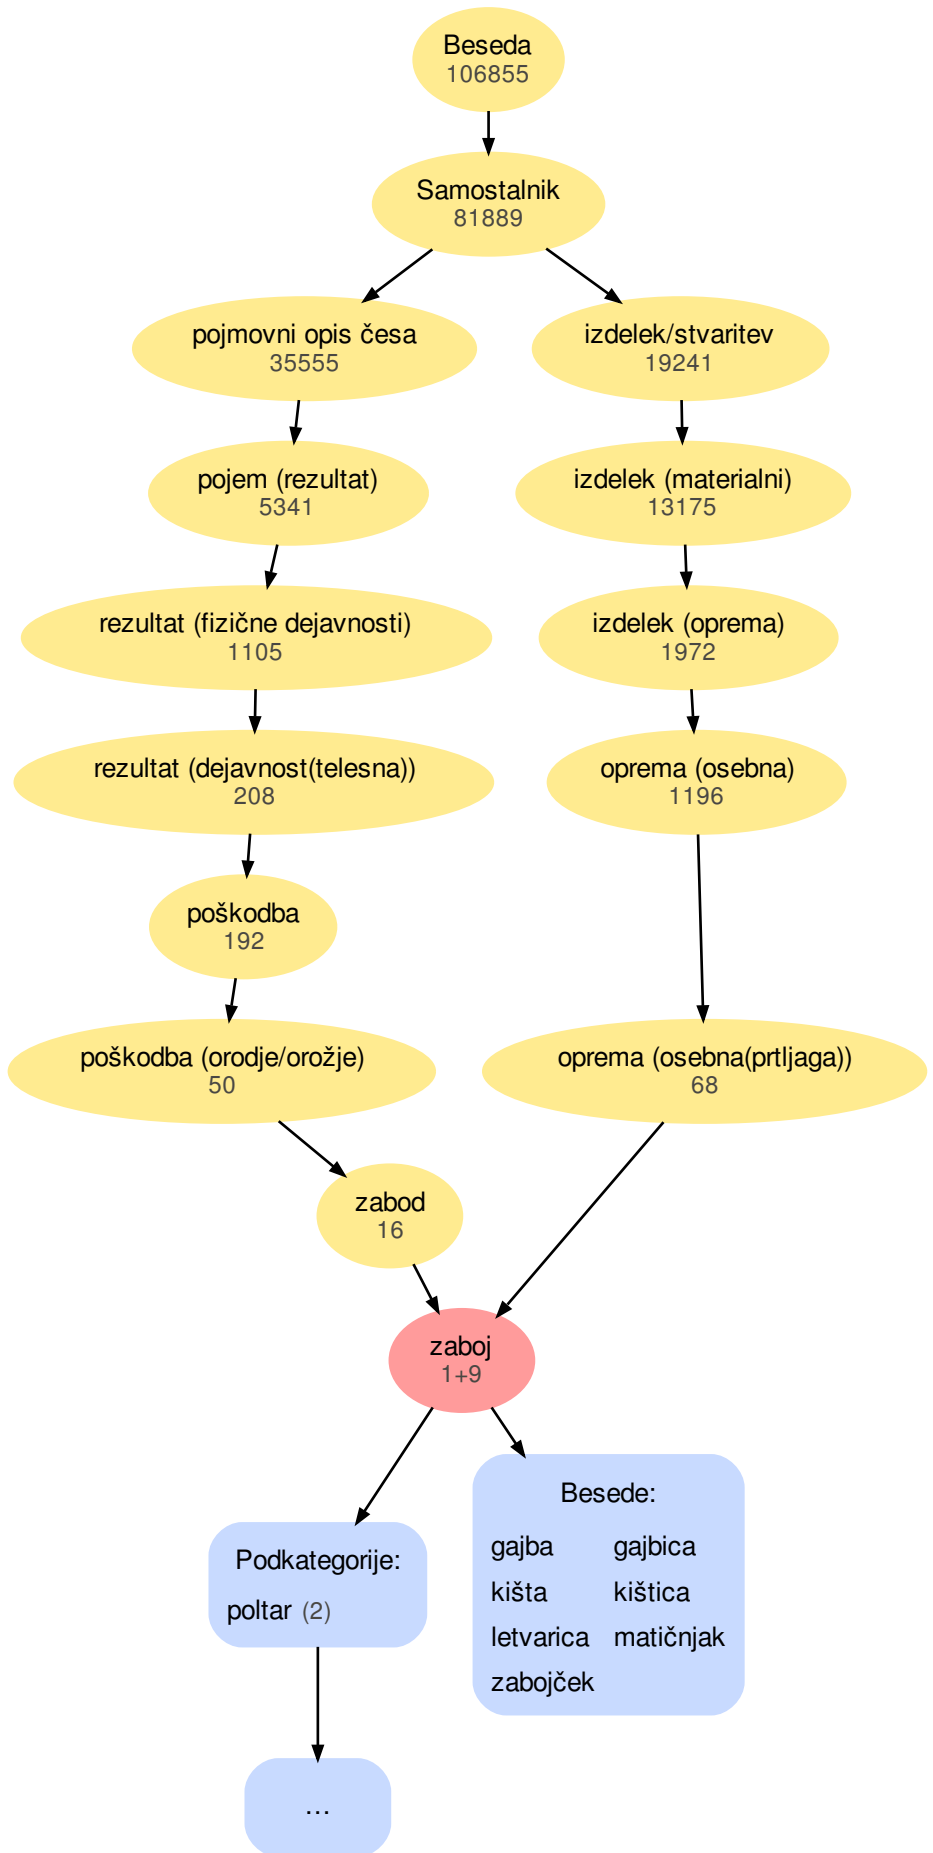 Beseda
106855
Samostalnik
81889
pojmovni opis česa
35555
izdelek/stvaritev
19241
pojem (rezultat)
5341
izdelek (materialni)
13175
rezultat (fizične dejavnosti)
1105
izdelek (oprema)
1972
rezultat (dejavnost(telesna))
208
oprema (osebna)
1196
poškodba
192
poškodba (orodje/orožje)
50
oprema (osebna(prtljaga))
68
zabod
16
zaboj
1+9
Podkategorije:
poltar (2)
Besede:
gajba gajbica
kišta kištica
letvarica matičnjak
zabojček
...